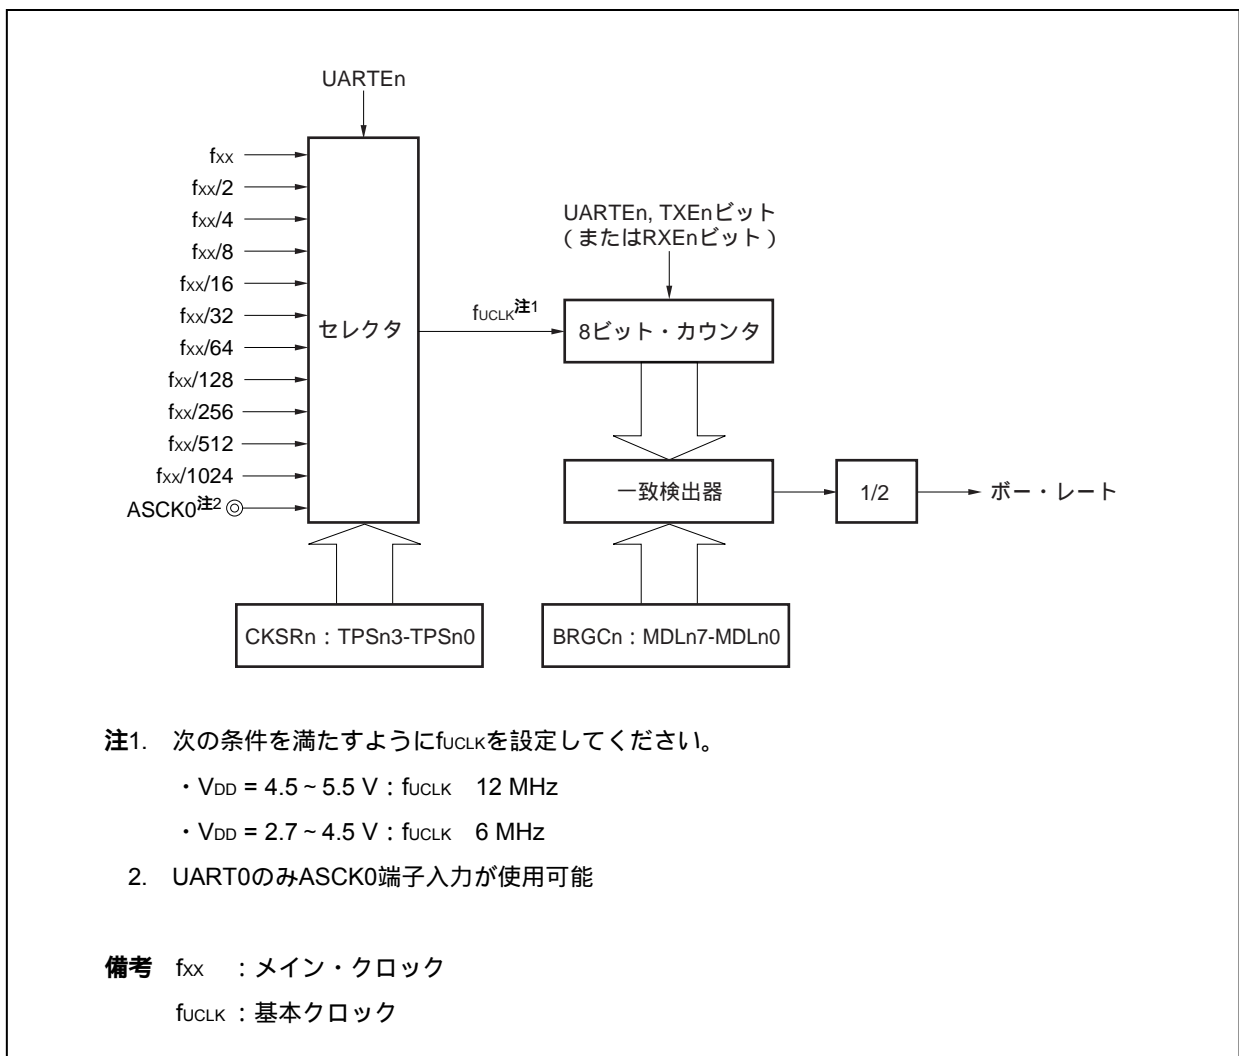 UARTEn
fXX
fXX/2
fXX/4
fXX/8
fXX/16
fXX/32
fXX/64
fXX/128
fXX/256
fXX/512
fXX/1024
ASCK0注2
セレクタ
fUCLK注1
UARTEn, TXEnビット
（またはRXEnビット）
8ビット・カウンタ
一致検出器
1/2
ボー・レート
CKSRn：TPSn3-TPSn0
BRGCn：MDLn7-MDLn0
注1. 次の条件を満たすようにfUCLKを設定してください。
・VDD = 4.5～5.5 V：fUCLK 12 MHz
・VDD = 2.7～4.5 V：fUCLK 6 MHz
2. UART0のみASCK0端子入力が使用可能
備考 fXX ：メイン・クロック
fUCLK ：基本クロック